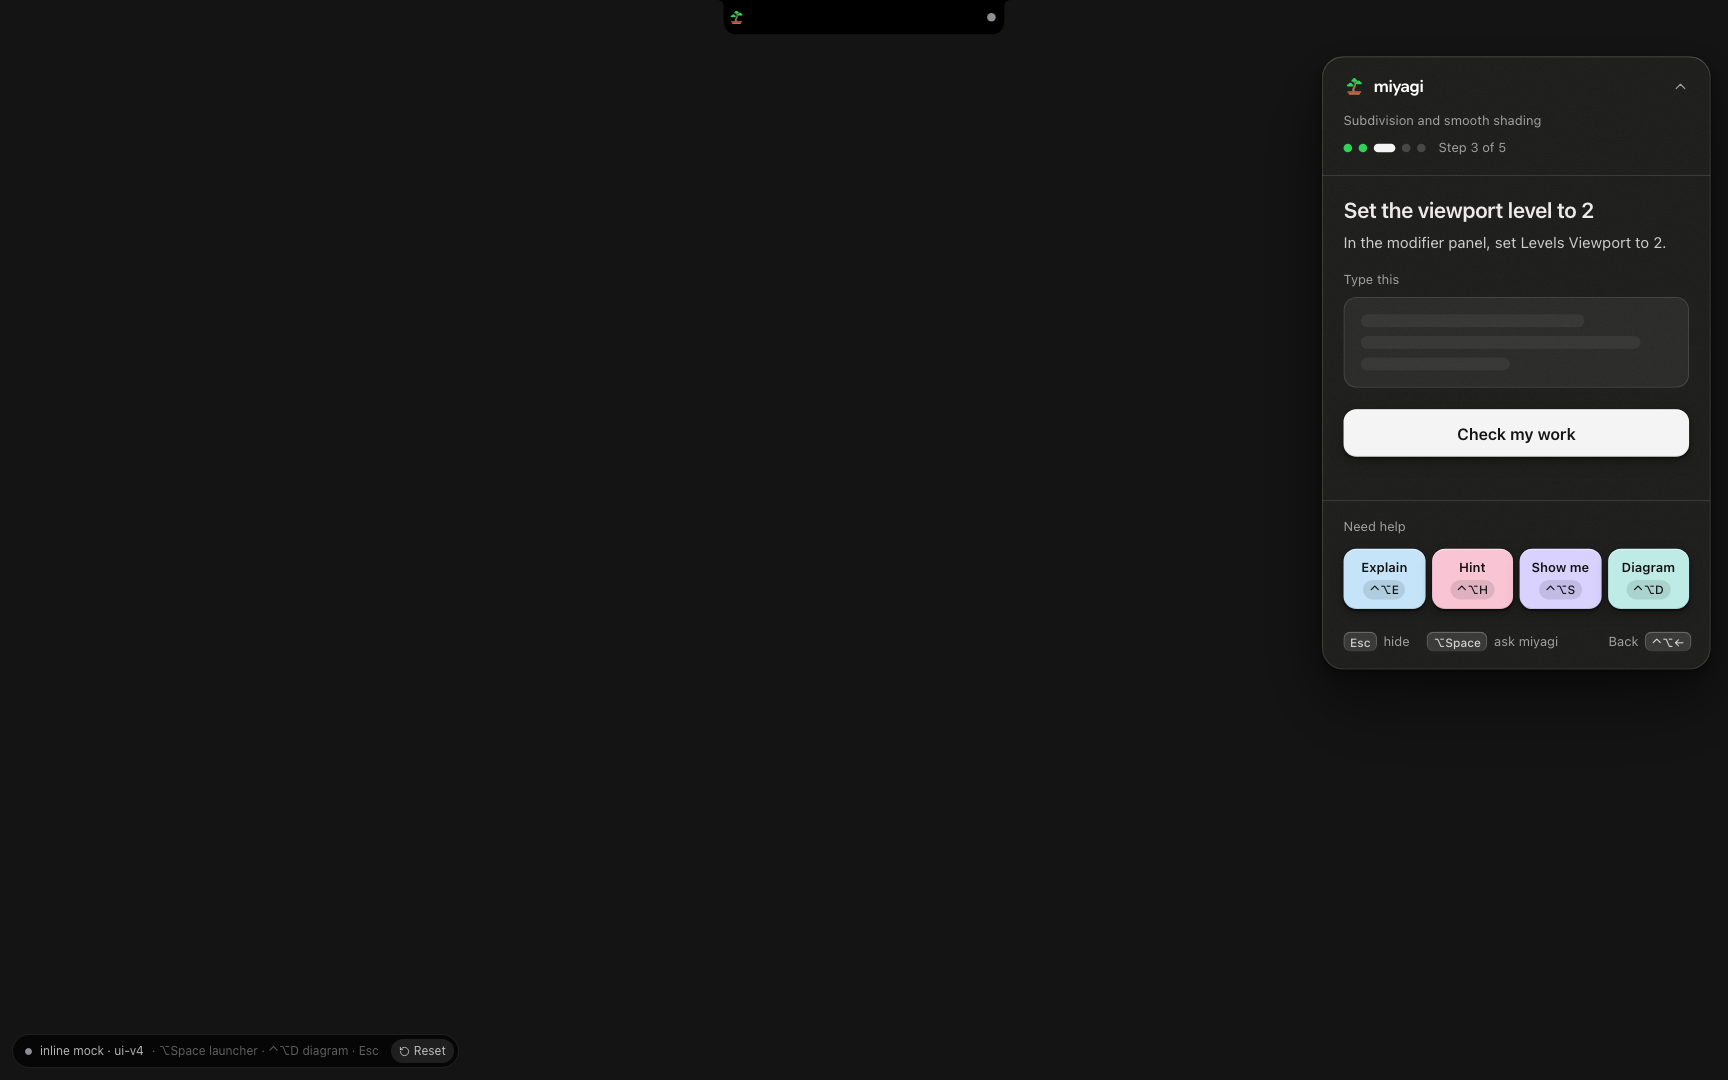 miyagi
Subdivision and smooth shading
Step 3 of 5
Set the viewport level to 2
In the modifier panel, set Levels Viewport to 2.
Type this
Check my work
Need help
Explain
⌃⌥E
Hint
⌃⌥H
Show me
⌃⌥S
Diagram
⌃⌥D
Esc hide ⌥Space ask miyagi Back ⌃⌥←
inline mock · ui-v4 · ⌥Space launcher · ⌃⌥D diagram · Esc Reset